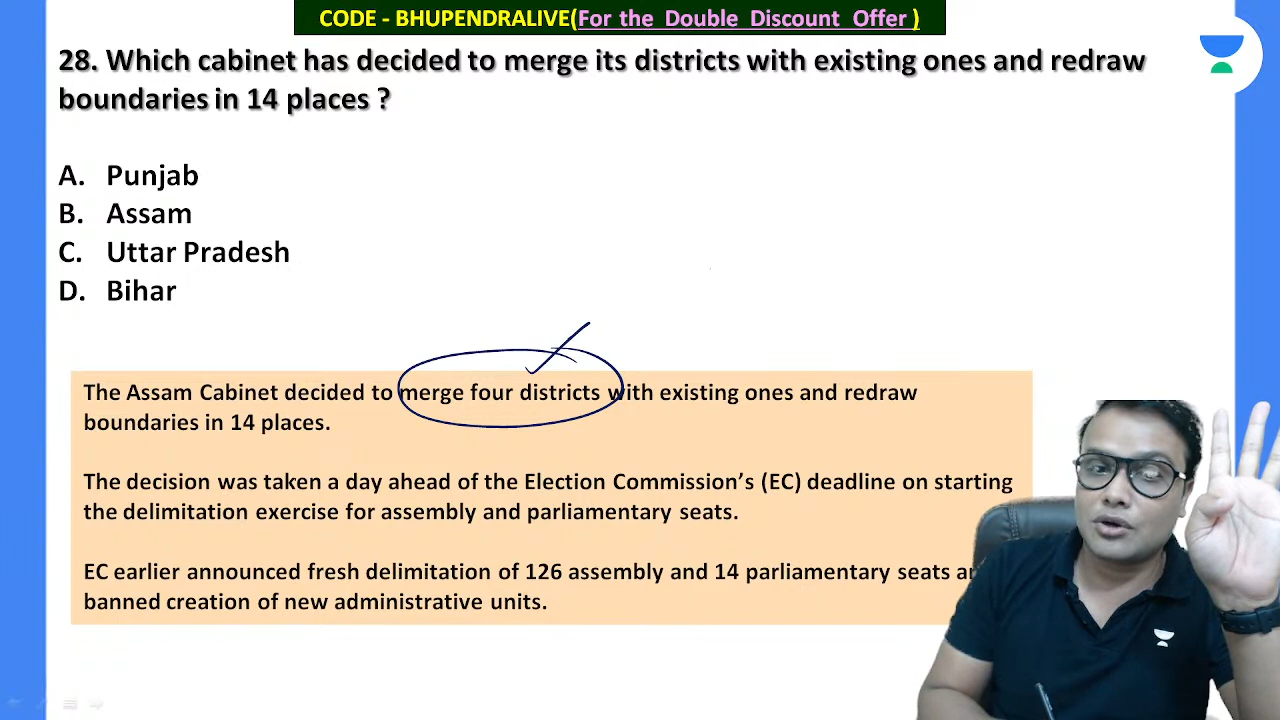 CODE - BHUPENDRALIVE(For the Double Discount Offer )
28. Which cabinet has decided to merge its districts with existing ones and redraw
boundaries in 14 places ?
A. Punjab
B. Assam
C. Uttar Pradesh
D. Bihar
The Assam Cabinet decided to merge four districts with existing ones and redraw
boundaries in 14 places.
The decision was taken a day ahead of the Election Commission’s (EC) deadline on starting
the delimitation exercise for assembly and parliamentary seats.
EC earlier announced fresh delimitation of 126 assembly and 14 parliamentary seats
banned creation of new administrative units.